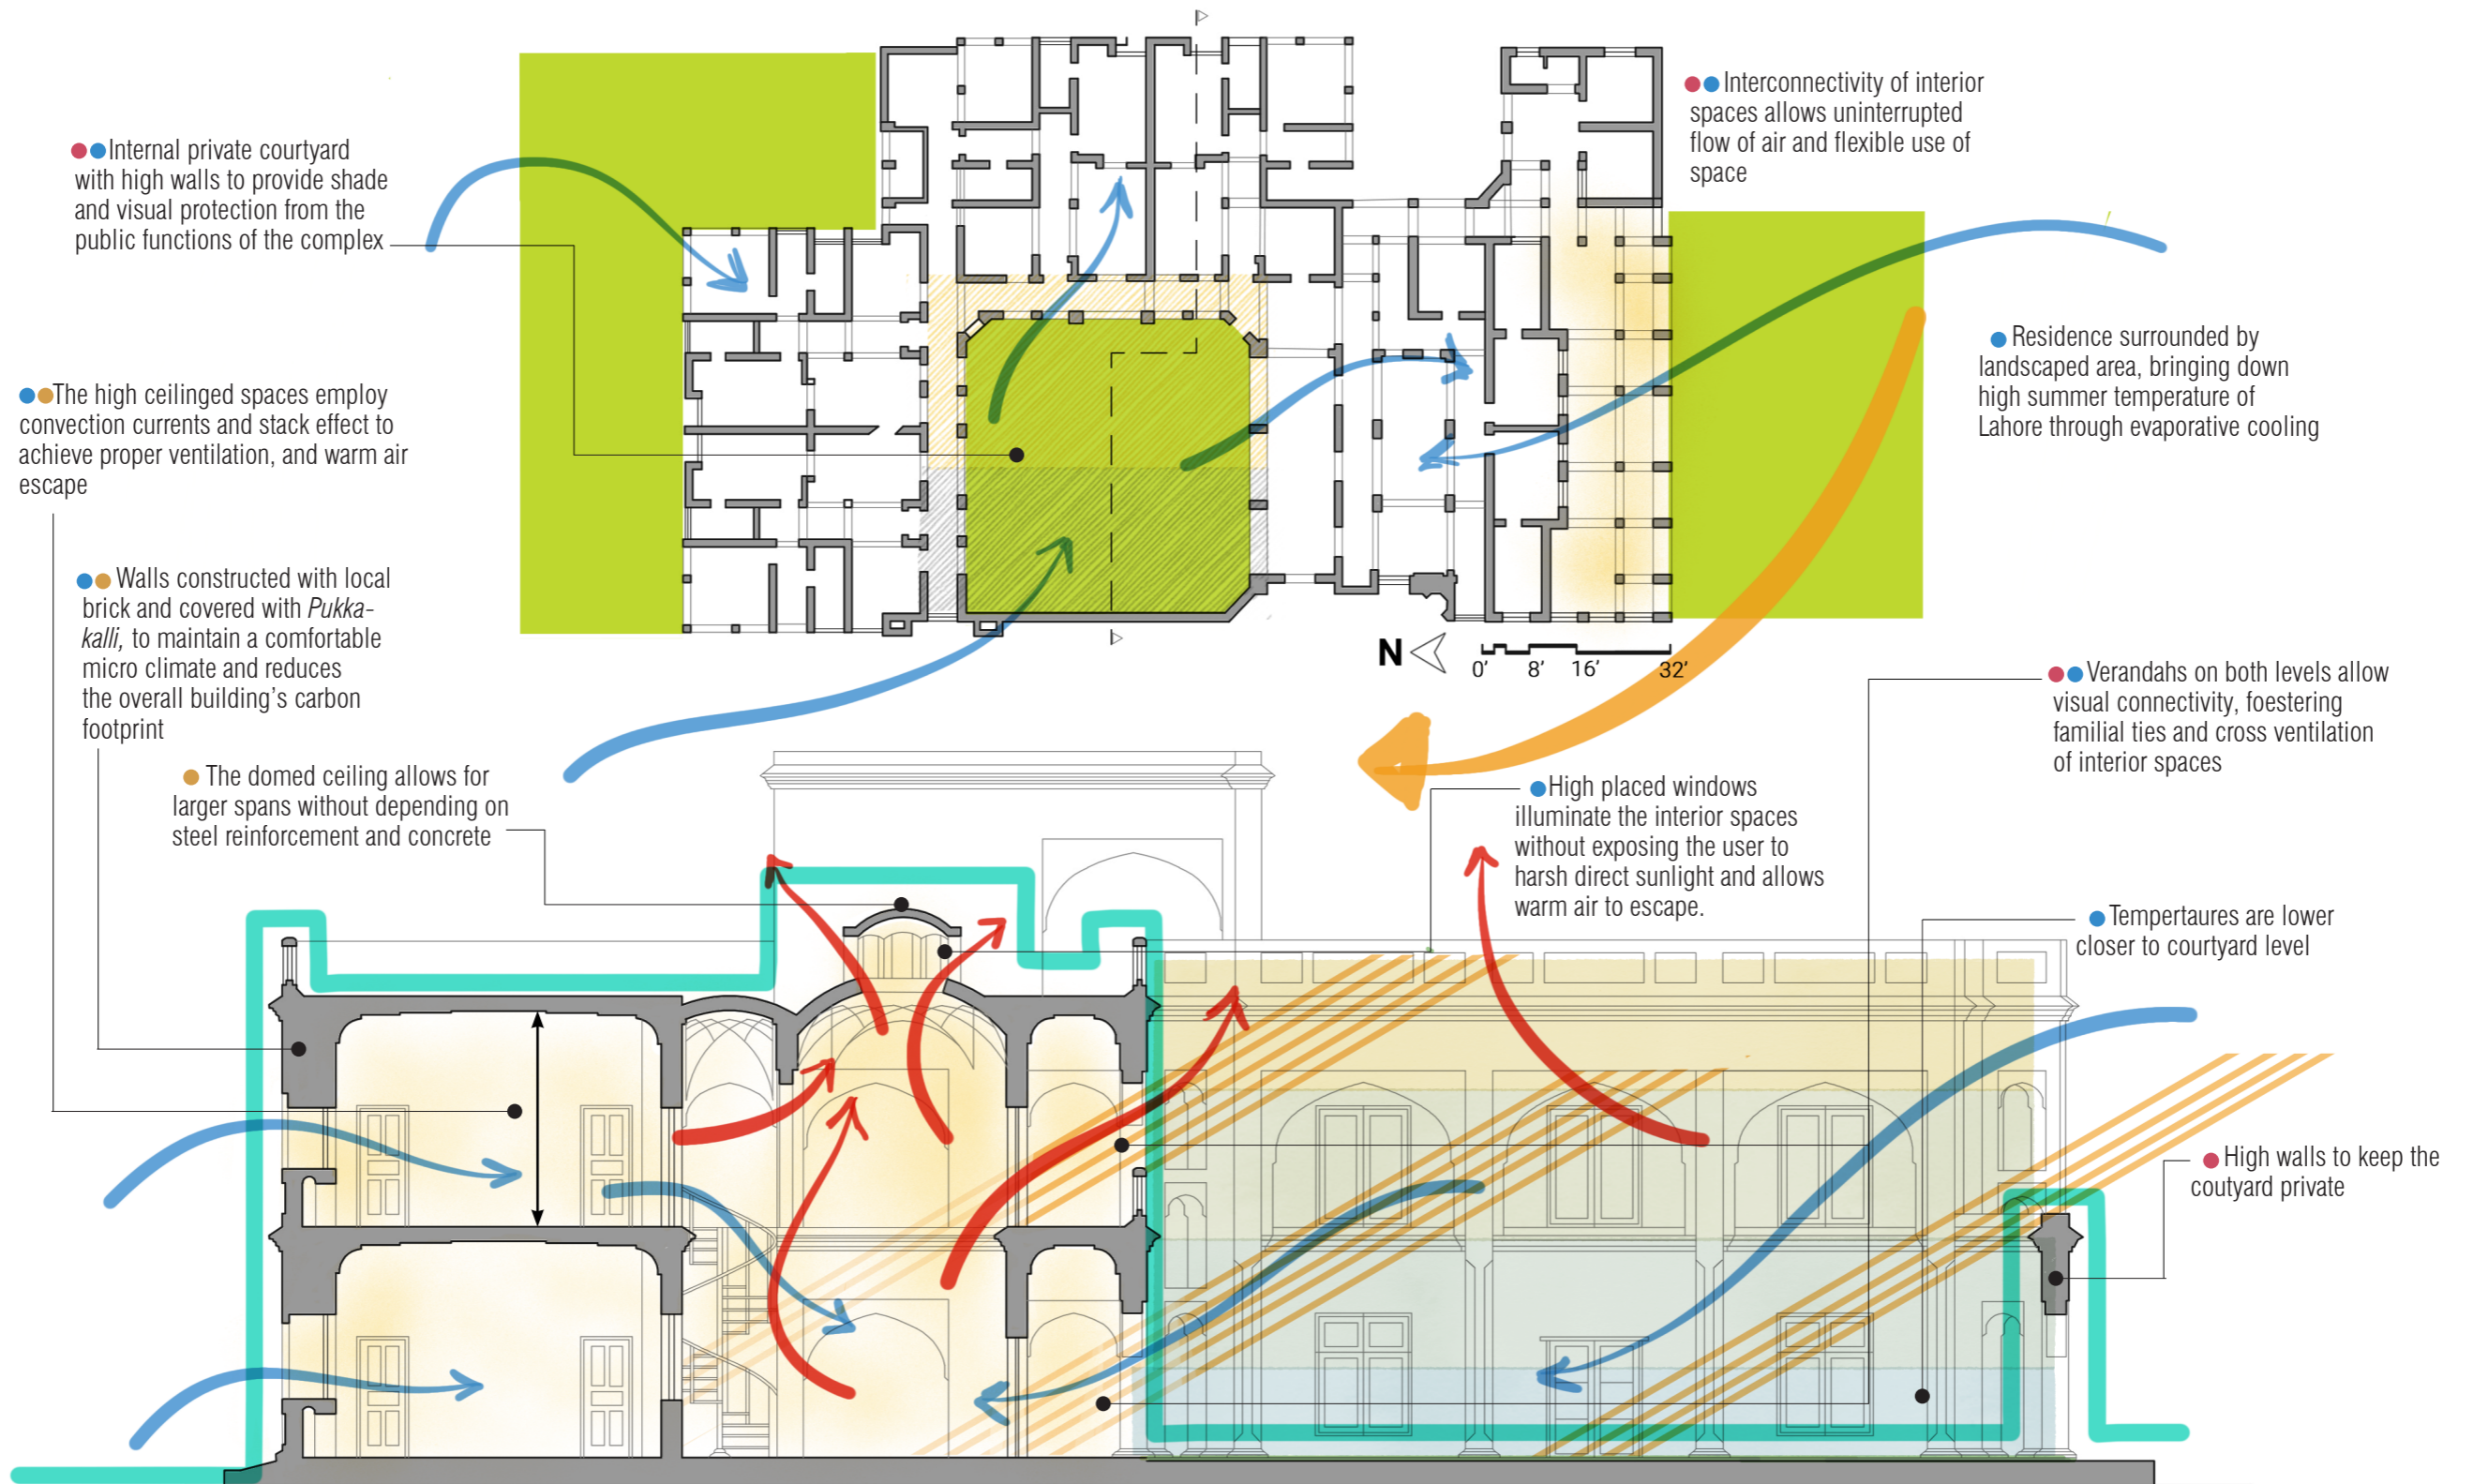 Interconnectivity of interior
spaces allows uninterrupted
flow of air and flexible use of
space
Internal private courtyard
with high walls to provide shade
and visual protection from the
public functions of the complex
Residence surrounded by
landscaped area, bringing down
high summer temperature of
Lahore through evaporative cooling
The high ceilinged spaces employ
convection currents and stack effect to
achieve proper ventilation, and warm air
escape
Walls constructed with local
brick and covered with Pukka-
kalli, to maintain a comfortable
micro climate and reduces
the overall building's carbon
footprint
N
0' 8' 16' 32'
Verandahs on both levels allow
visual connectivity, foestering
familial ties and cross ventilation
of interior spaces
The domed ceiling allows for
larger spans without depending on
steel reinforcement and concrete
High placed windows
illuminate the interior spaces
without exposing the user to
harsh direct sunlight and allows
warm air to escape.
Tempertaures are lower
closer to courtyard level
High walls to keep the
coutyard private